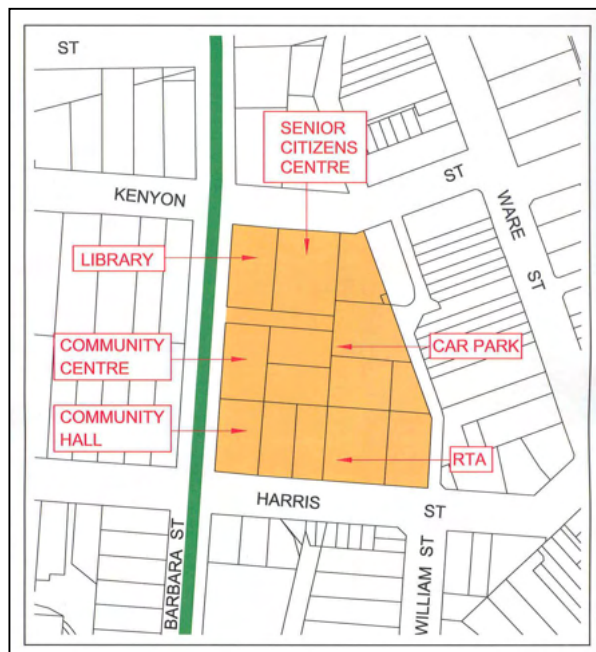 ST
SENIOR
CITIZENS
CENTRE
KENYON
ST
WARE ST
LIBRARY
COMMUNITY
CENTRE
CAR PARK
COMMUNITY
HALL
RTA
HARRIS
ST
BARBARA ST
WILLIAM ST